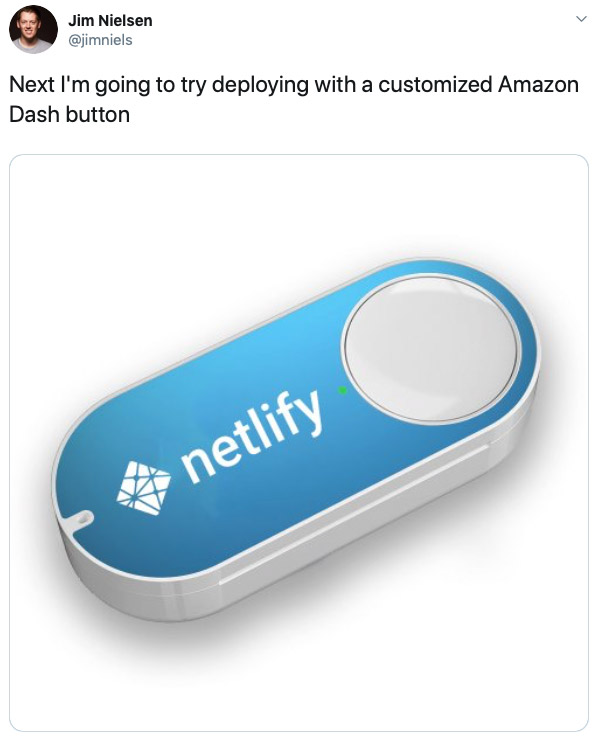 Jim Nielsen
@jimniels
Next I'm going to try deploying with a customized Amazon
Dash button
netlify